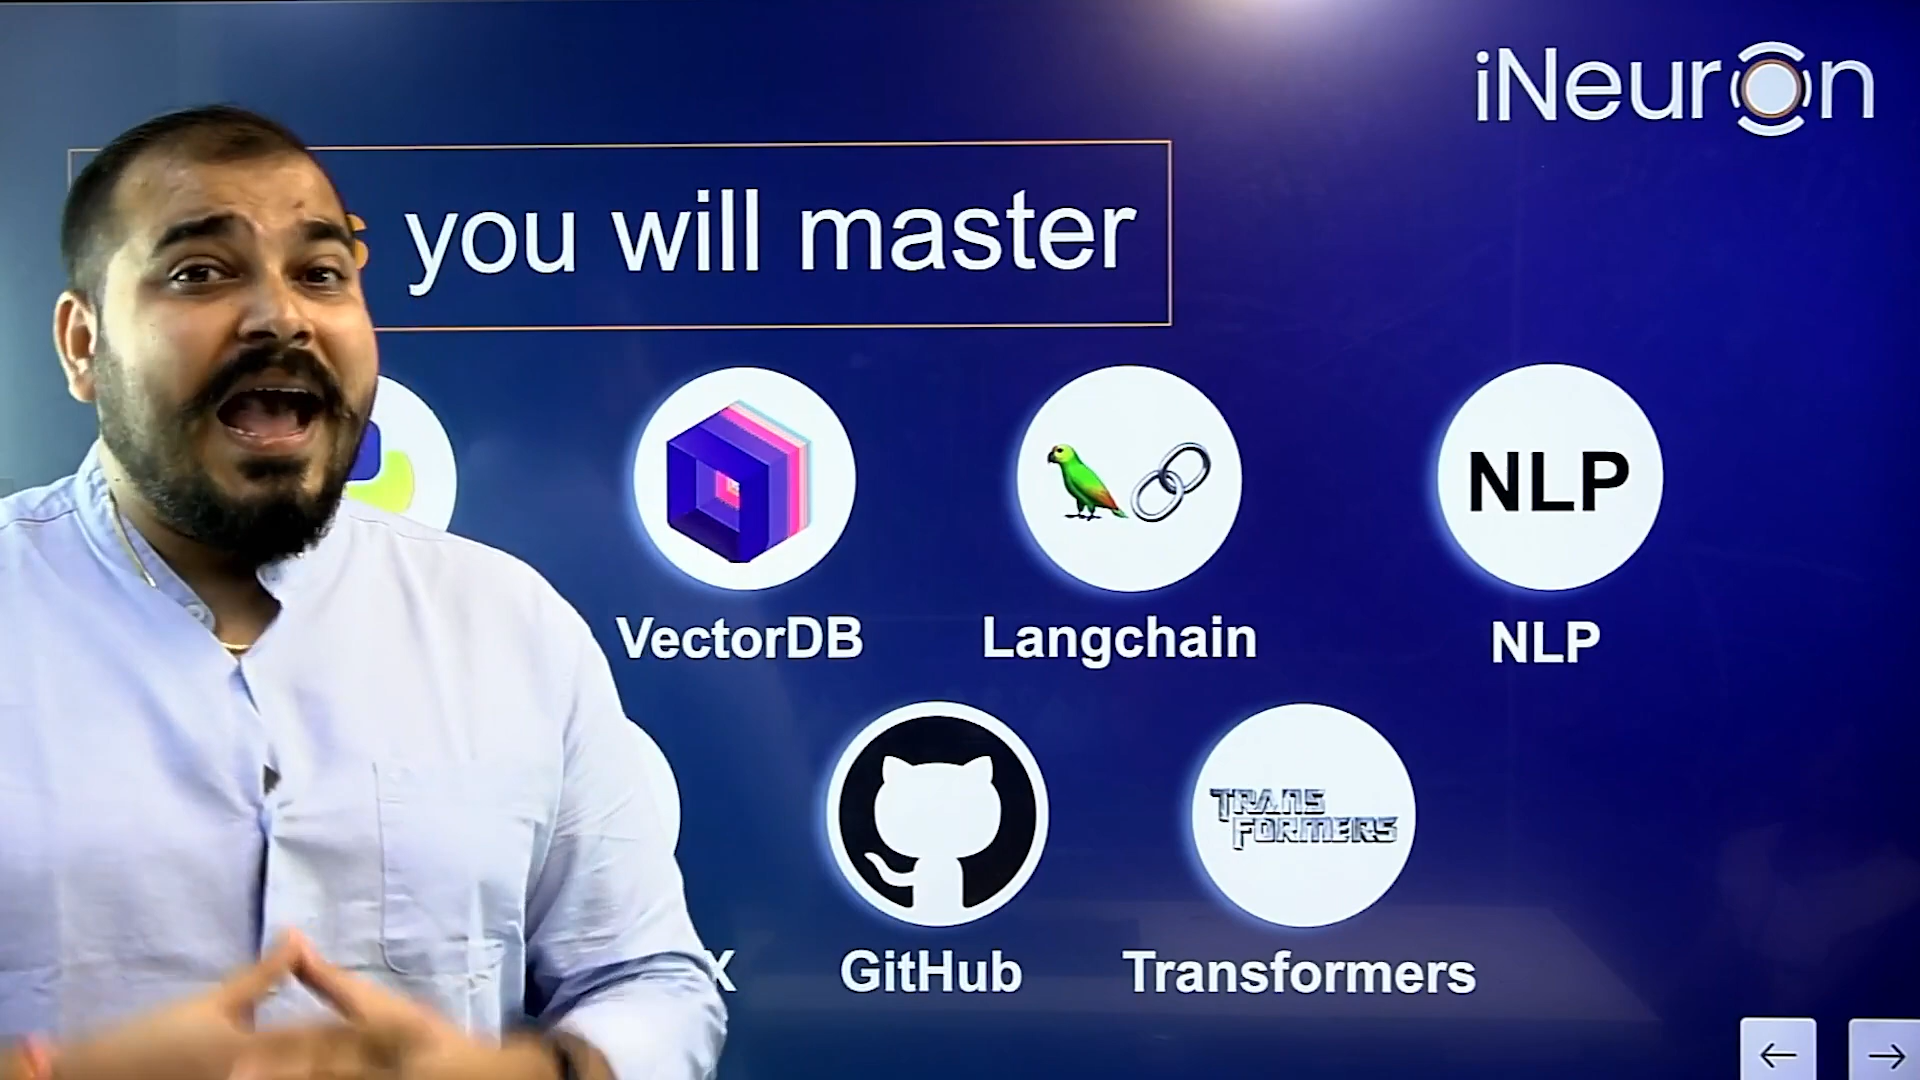 iNeuron
you will master
NLP
VectorDB
Langchain
NLP
TRANS
FORMERS
X
GitHub
Transformers